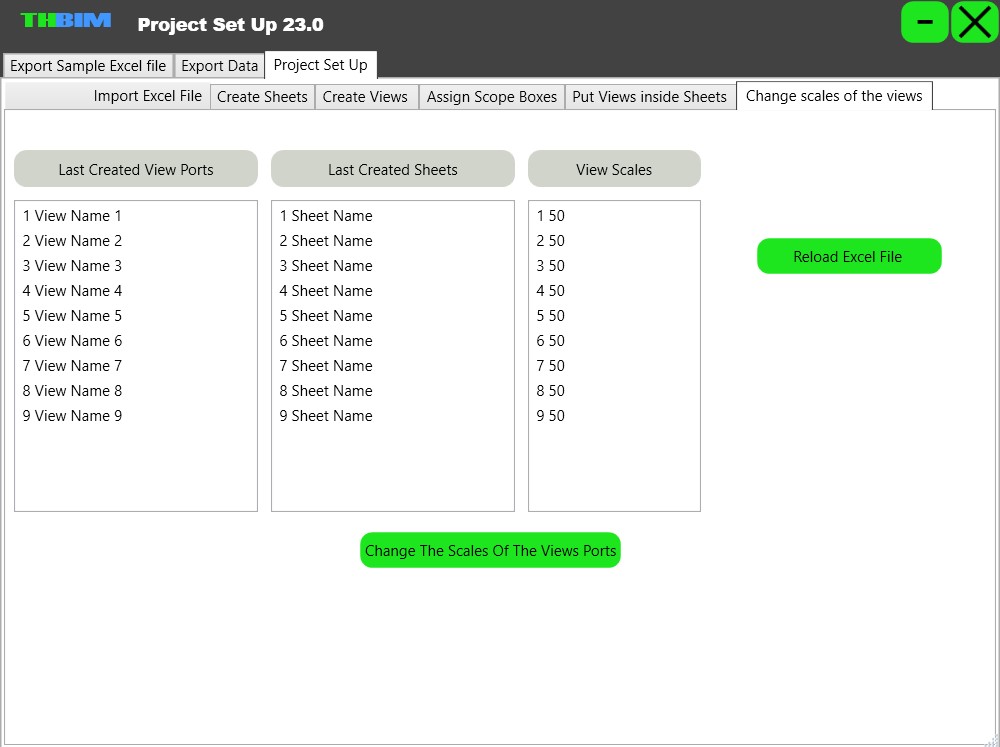 THBIM Project Set Up 23.0
Export Sample Excel file Export Data Project Set Up
Import Excel File Create Sheets Create Views Assign Scope Boxes Put Views inside Sheets Change scales of the views
Last Created View Ports Last Created Sheets View Scales
1 View Name 1 1 Sheet Name 1 50
2 View Name 2 2 Sheet Name 2 50
3 View Name 3 3 Sheet Name 3 50
Reload Excel File
4 View Name 4 4 Sheet Name 4 50
5 View Name 5 5 Sheet Name 5 50
6 View Name 6 6 Sheet Name 6 50
7 View Name 7 7 Sheet Name 7 50
8 View Name 8 8 Sheet Name 8 50
9 View Name 9 9 Sheet Name 9 50
Change The Scales Of The Views Ports